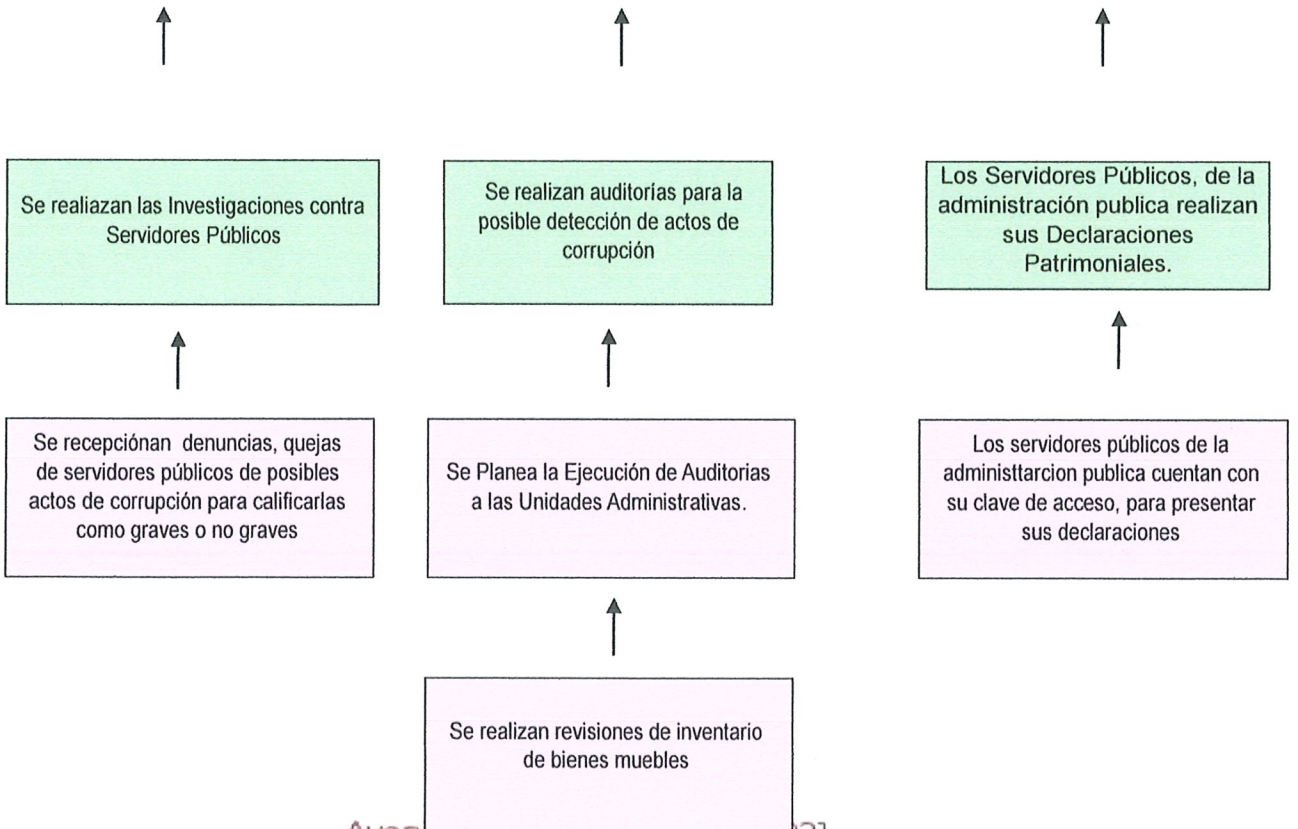 Se realiazan las Investigaciones contra
Servidores Públicos
Se realizan auditorías para la
posible detección de actos de
corrupción
Los Servidores Públicos, de la
administración publica realizan
sus Declaraciones
Patrimoniales.
Se recepciónan denuncias, quejas
de servidores públicos de posibles
actos de corrupción para calificarlas
como graves o no graves
Se Planea la Ejecución de Auditorias
a las Unidades Administrativas.
Los servidores públicos de la
administtarcion publica cuentan con
su clave de acceso, para presentar
sus declaraciones
Se realizan revisiones de inventario
de bienes muebles